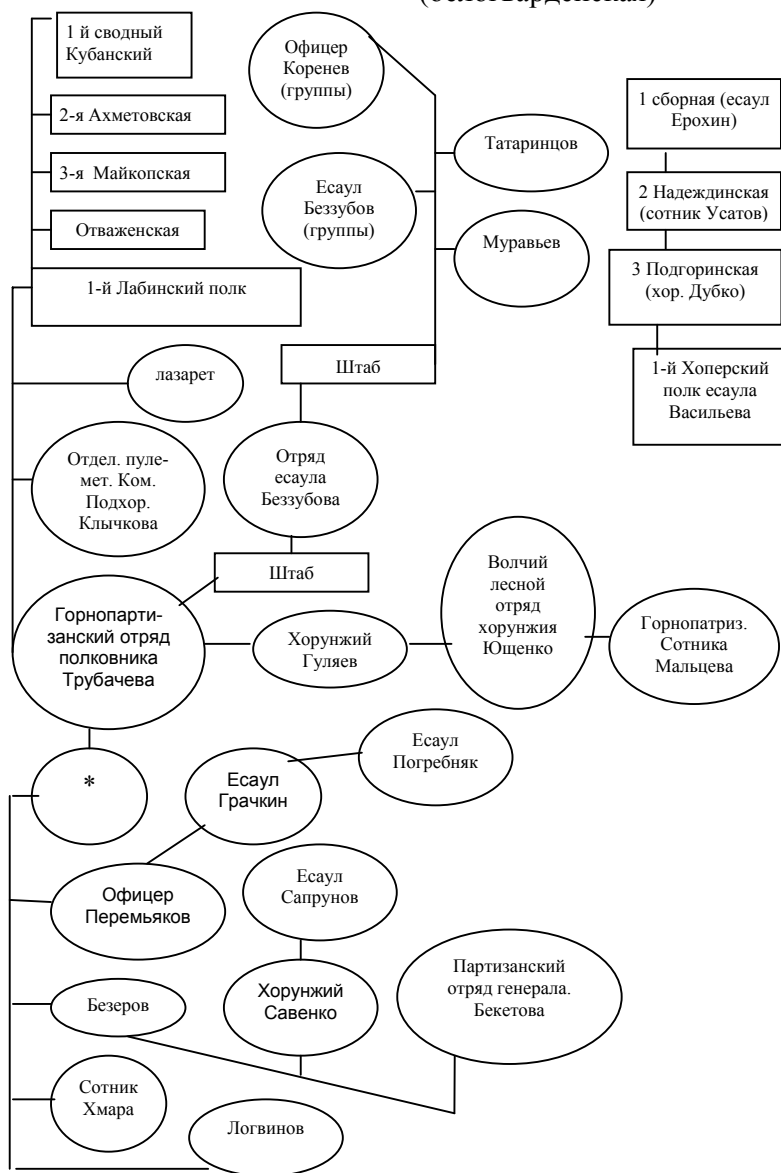 (белогвардейская)
1 й сводный
Кубанский
2-я Ахметовская
3-я Майкопская
Отваженская
1-й Лабинский полк
Офицер
Коренев
(группы)
Есаул
Беззубов
(группы)
Татаринцов
Муравьев
1 сборная (есаул
Ерохин)
2 Надеждинская
(сотник Усатов)
3 Подгоринская
(хор. Дубко)
1-й Хоперский
полк есаула
Васильева
лазарет
Штаб
Отдел. пуле-
мет. Ком.
Подхор.
Клычкова
Отряд
есаула
Беззубова
Штаб
Горнопарти-
занский отряд
полковника
Трубачева
Хорунжий
Гуляев
Волчий
лесной
отряд
хорунжия
Ющенко
Горнопатриз.
Сотника
Мальцева
*
Есаул
Грачкин
Есаул
Погребняк
Офицер
Перемьяков
Есаул
Сапрунов
Безеров
Хорунжий
Савенко
Партизанский
отряд генерала.
Бекетова
Сотник
Хмара
Логвинов